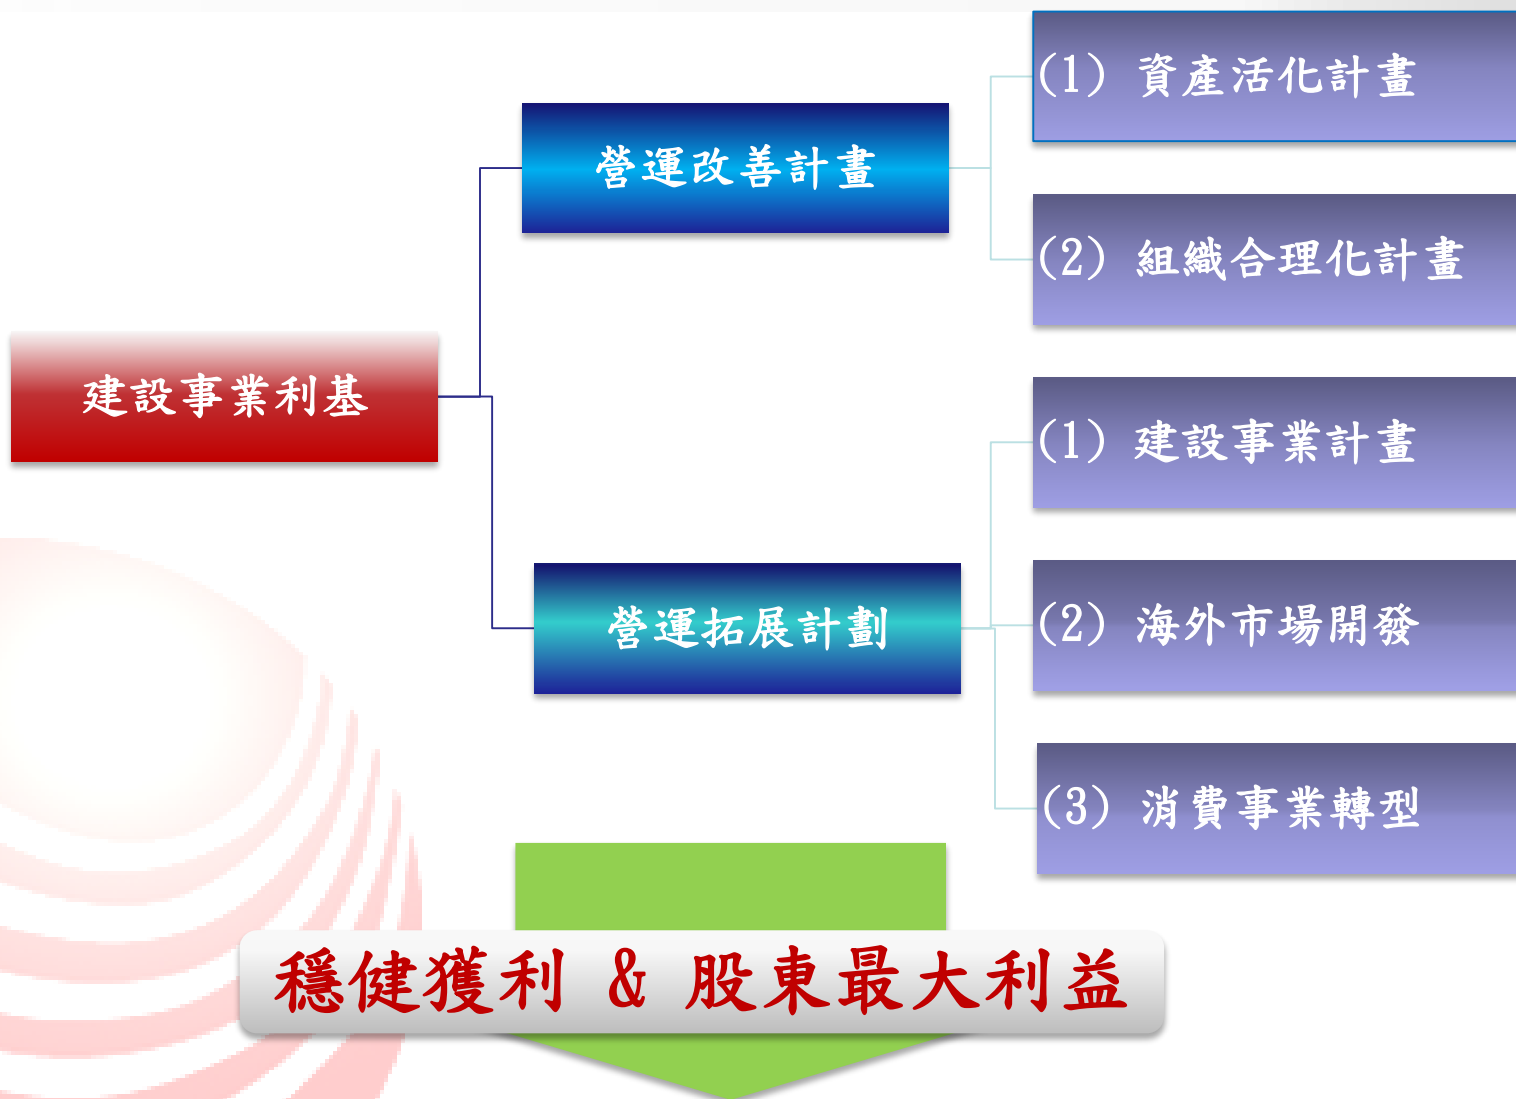 建設事業利基
營運改善計畫
(1) 資產活化計畫
(2) 組織合理化計畫
營運拓展計劃
(1) 建設事業計畫
(2) 海外市場開發
(3) 消費事業轉型
穩健獲利 & 股東最大利益